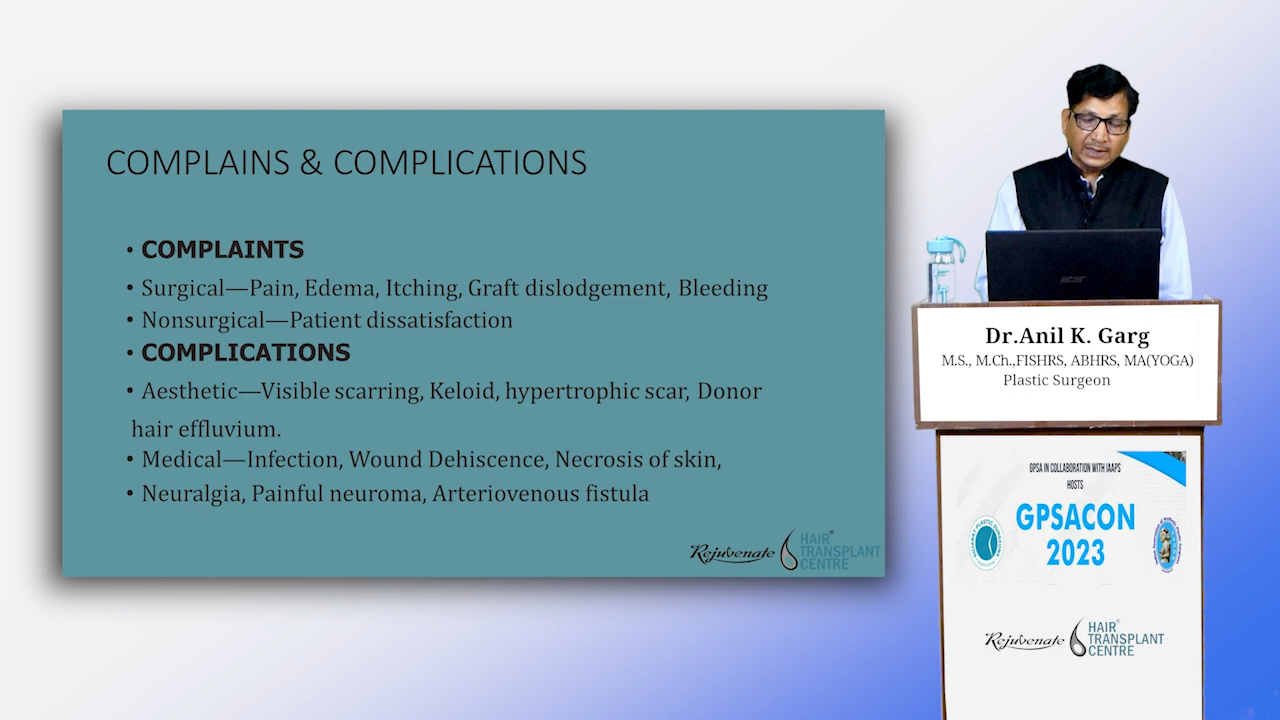 COMPLAINS & COMPLICATIONS
• COMPLAINTS
• Surgical—Pain, Edema, Itching, Graft dislodgement, Bleeding
• Nonsurgical—Patient dissatisfaction
• COMPLICATIONS
• Aesthetic—Visible scarring, Keloid, hypertrophic scar, Donor
hair effluvium.
• Medical—Infection, Wound Dehiscence, Necrosis of skin,
• Neuralgia, Painful neuroma, Arteriovenous fistula
Rejuvenate
HAIR®
TRANSPLANT
CENTRE
acer
Dr.Anil K. Garg
M.S., M.Ch.,FISHRS, ABHRS, MA(YOGA)
Plastic Surgeon
GPSA IN COLLABORATION WITH IAAPS
HOSTS
GPSACON
2023
Rejuvenate
HAIR®
TRANSPLANT
CENTRE